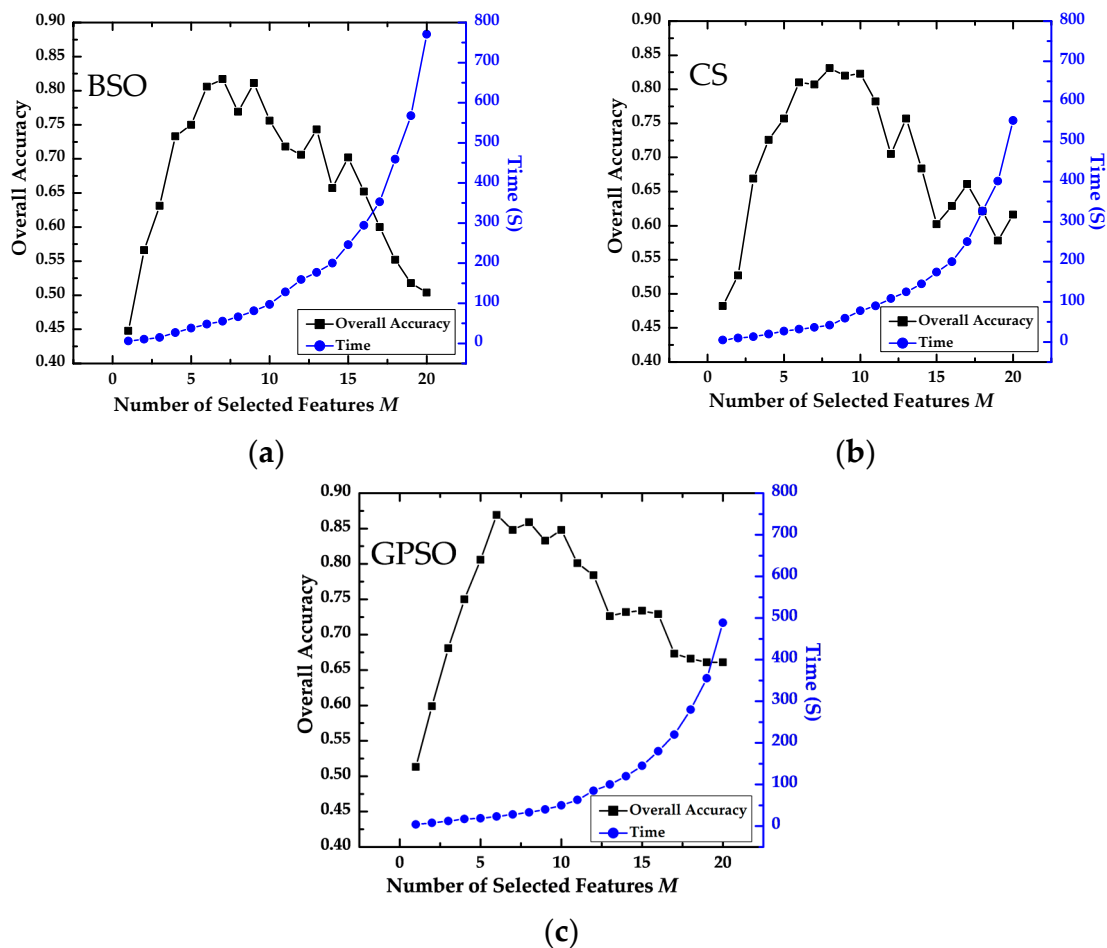 BSO
Overall Accuracy
0.90
0.85
0.80
0.75
0.70
0.65
0.60
0.55
0.50
0.45
0.40
0 5 10 15 20
Number of Selected Features M
800
700
600
500
400
300
200
100
0
Time (S)
Overall Accuracy
Time
(a)
CS
Overall Accuracy
0.90
0.85
0.80
0.75
0.70
0.65
0.60
0.55
0.50
0.45
0.40
0 5 10 15 20
Number of Selected Features M
800
700
600
500
400
300
200
100
0
Time (S)
Overall Accuracy
Time
(b)
GPSO
Overall Accuracy
0.90
0.85
0.80
0.75
0.70
0.65
0.60
0.55
0.50
0.45
0.40
0 5 10 15 20
Number of Selected Features M
800
700
600
500
400
300
200
100
0
Time (S)
Overall Accuracy
Time
(c)